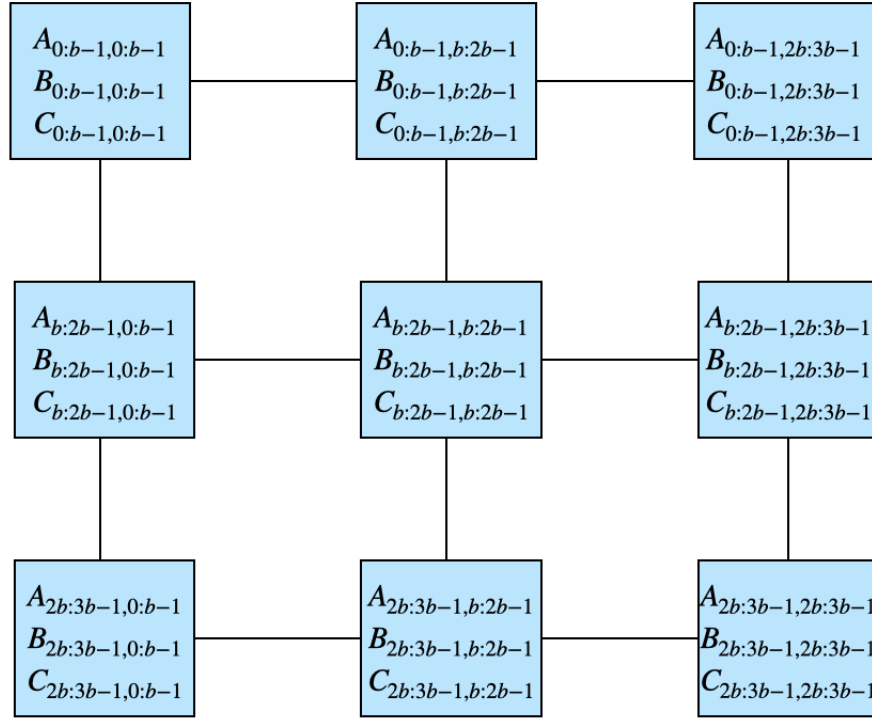 A0:b−1,0:b−1
B0:b−1,0:b−1
C0:b−1,0:b−1
A0:b−1,b:2b−1
B0:b−1,b:2b−1
C0:b−1,b:2b−1
A0:b−1,2b:3b−1
B0:b−1,2b:3b−1
C0:b−1,2b:3b−1
Ab:2b−1,0:b−1
Bb:2b−1,0:b−1
Cb:2b−1,0:b−1
Ab:2b−1,b:2b−1
Bb:2b−1,b:2b−1
Cb:2b−1,b:2b−1
Ab:2b−1,2b:3b−1
Bb:2b−1,2b:3b−1
Cb:2b−1,2b:3b−1
A2b:3b−1,0:b−1
B2b:3b−1,0:b−1
C2b:3b−1,0:b−1
A2b:3b−1,b:2b−1
B2b:3b−1,b:2b−1
C2b:3b−1,b:2b−1
A2b:3b−1,2b:3b−1
B2b:3b−1,2b:3b−1
C2b:3b−1,2b:3b−1